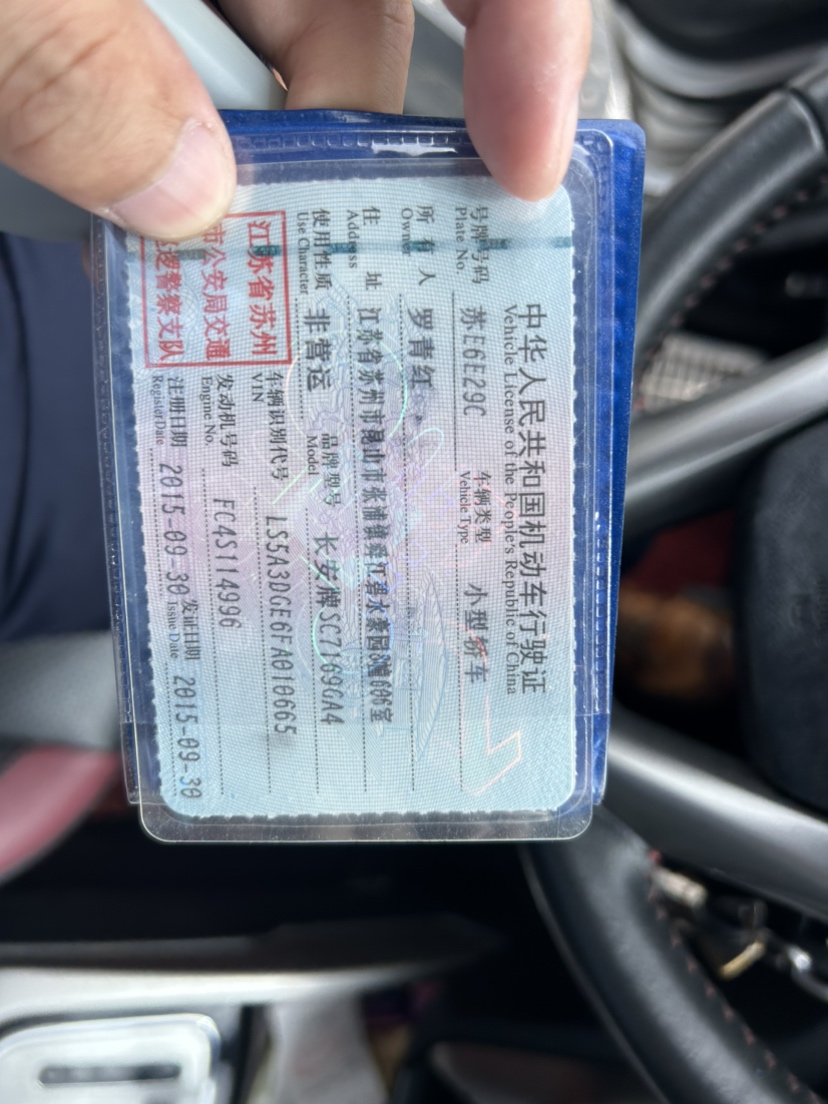 中华人民共和国机动车行驶证
Vehicle License of the People's Republic of China
号牌号码 苏E6E29C 车辆类型 小型轿车
Plate No. Vehicle Type
所有人 罗青红
Owner
住址 江苏省苏州市昆山市张浦镇
Address
使用性质 非营运 品牌型号 长安牌SC7169GA4
Use Character Model
江苏省苏州
市公安局交通
巡逻警察支队
车辆识别代号 LS5A3DGE6FA010665
VIN
发动机号码 FC4S114996
Engine No.
注册日期 2015-09-30 发证日期 2015-09-30
Register Date Issue Date